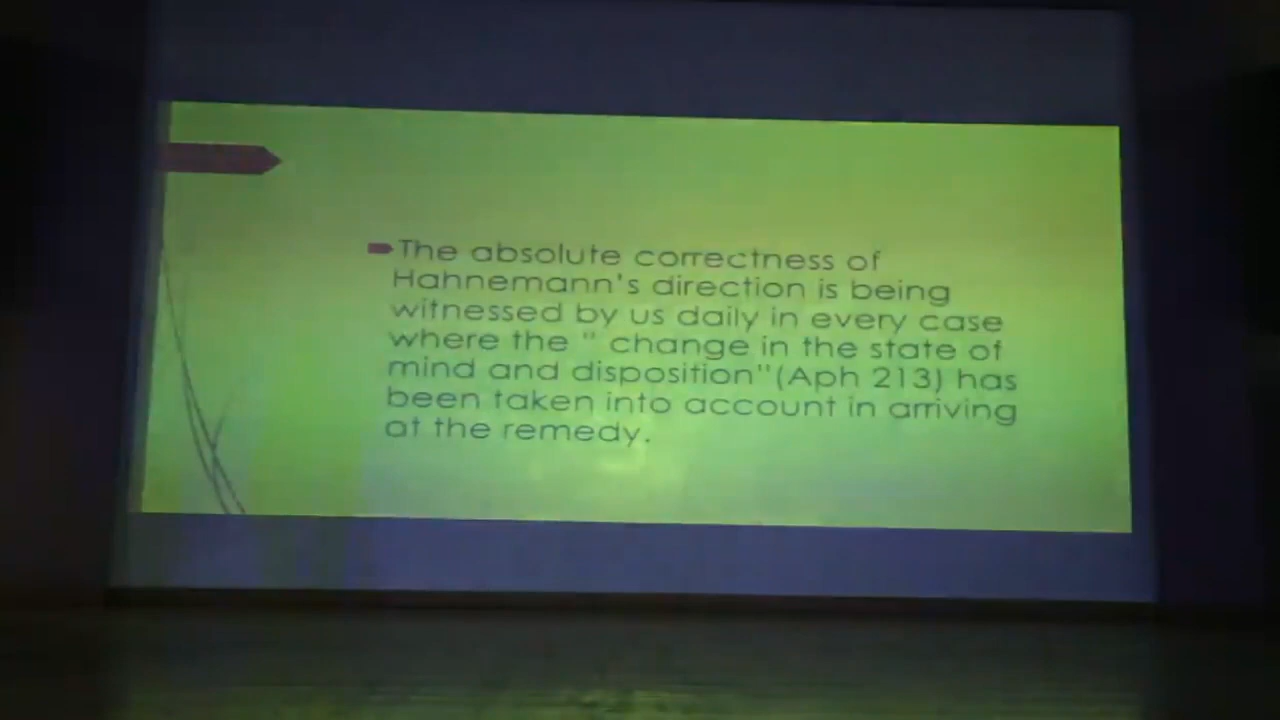 The absolute correctness of
Hahnemann's direction is being
witnessed by us daily in every case
where the " change in the state of
mind and disposition"(Aph 213) has
been taken into account in arriving
at the remedy.